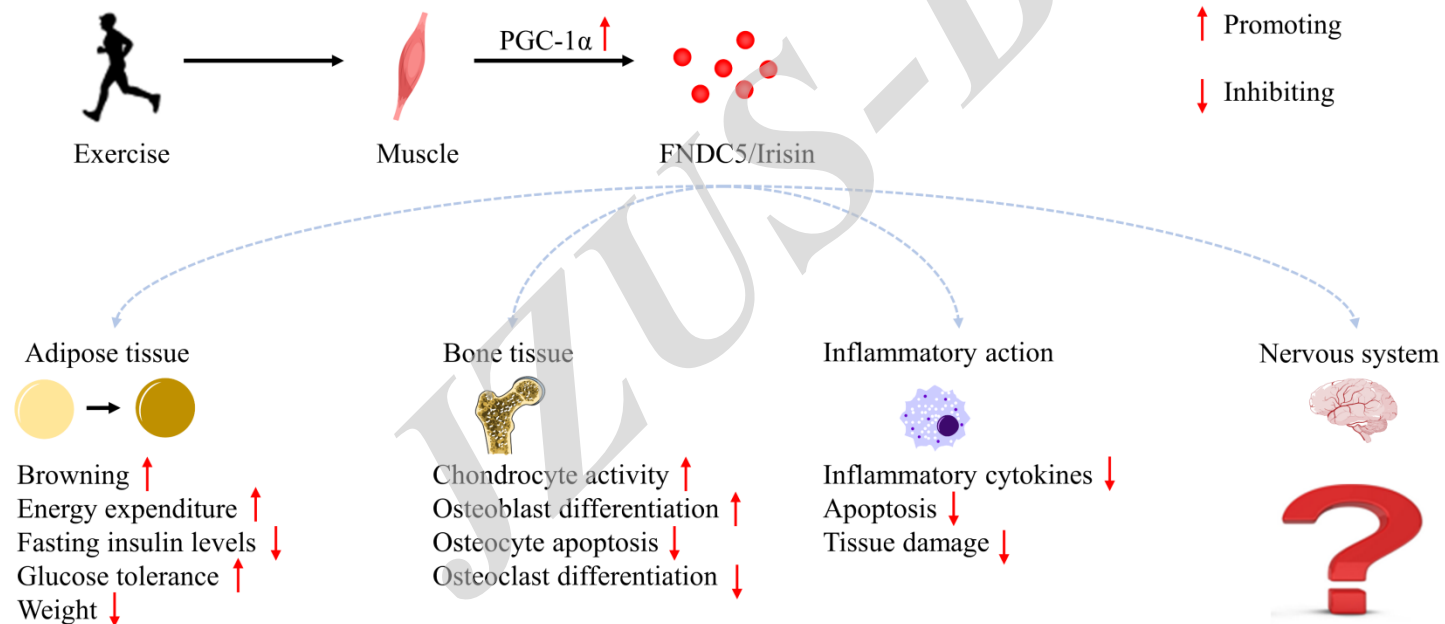 PGC-1α ↑
↑ Promoting
↓ Inhibiting
Exercise
Muscle
FNDC5/Irisin
Adipose tissue
Browning ↑
Energy expenditure ↑
Fasting insulin levels ↓
Glucose tolerance ↑
Weight ↓
Bone tissue
Chondrocyte activity ↑
Osteoblast differentiation ↑
Osteocyte apoptosis ↓
Osteoclast differentiation ↓
Inflammatory action
Inflammatory cytokines ↓
Apoptosis ↓
Tissue damage ↓
Nervous system
?